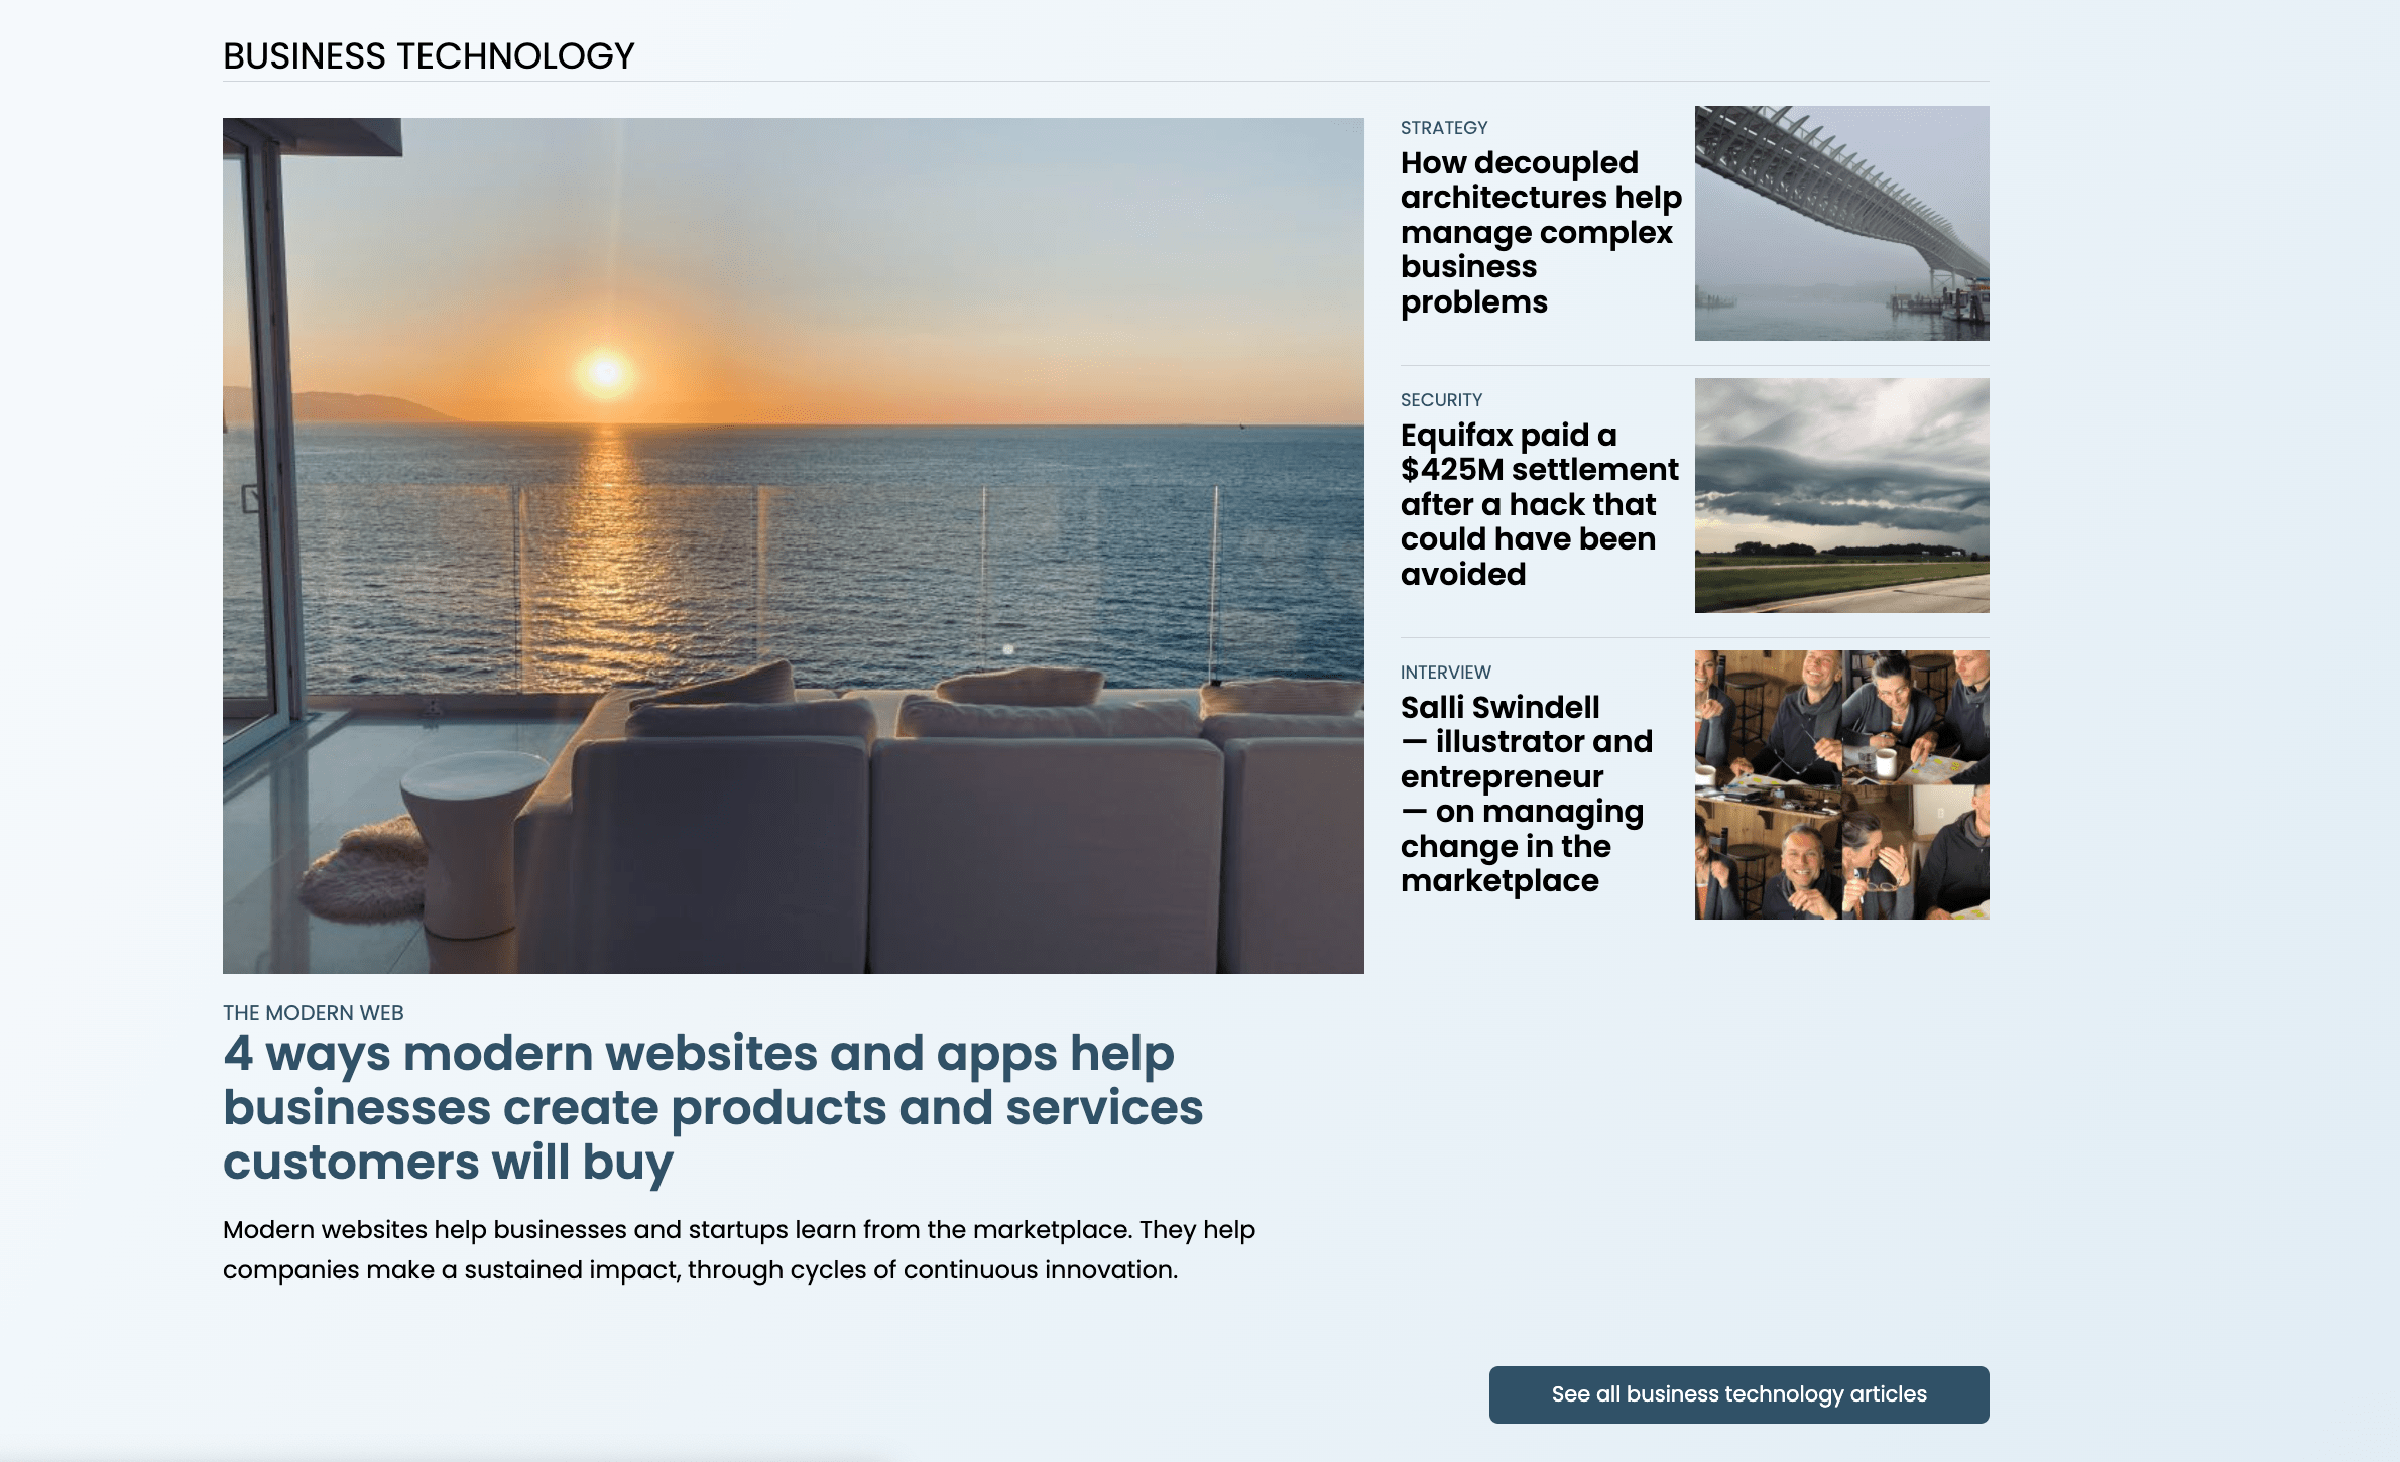 BUSINESS TECHNOLOGY
STRATEGY
How decoupled
architectures help
manage complex
business
problems
SECURITY
Equifax paid a
$425M settlement
after a hack that
could have been
avoided
INTERVIEW
Salli Swindell
— illustrator and
entrepreneur
— on managing
change in the
marketplace
THE MODERN WEB
4 ways modern websites and apps help
businesses create products and services
customers will buy
Modern websites help businesses and startups learn from the marketplace. They help
companies make a sustained impact, through cycles of continuous innovation.
See all business technology articles